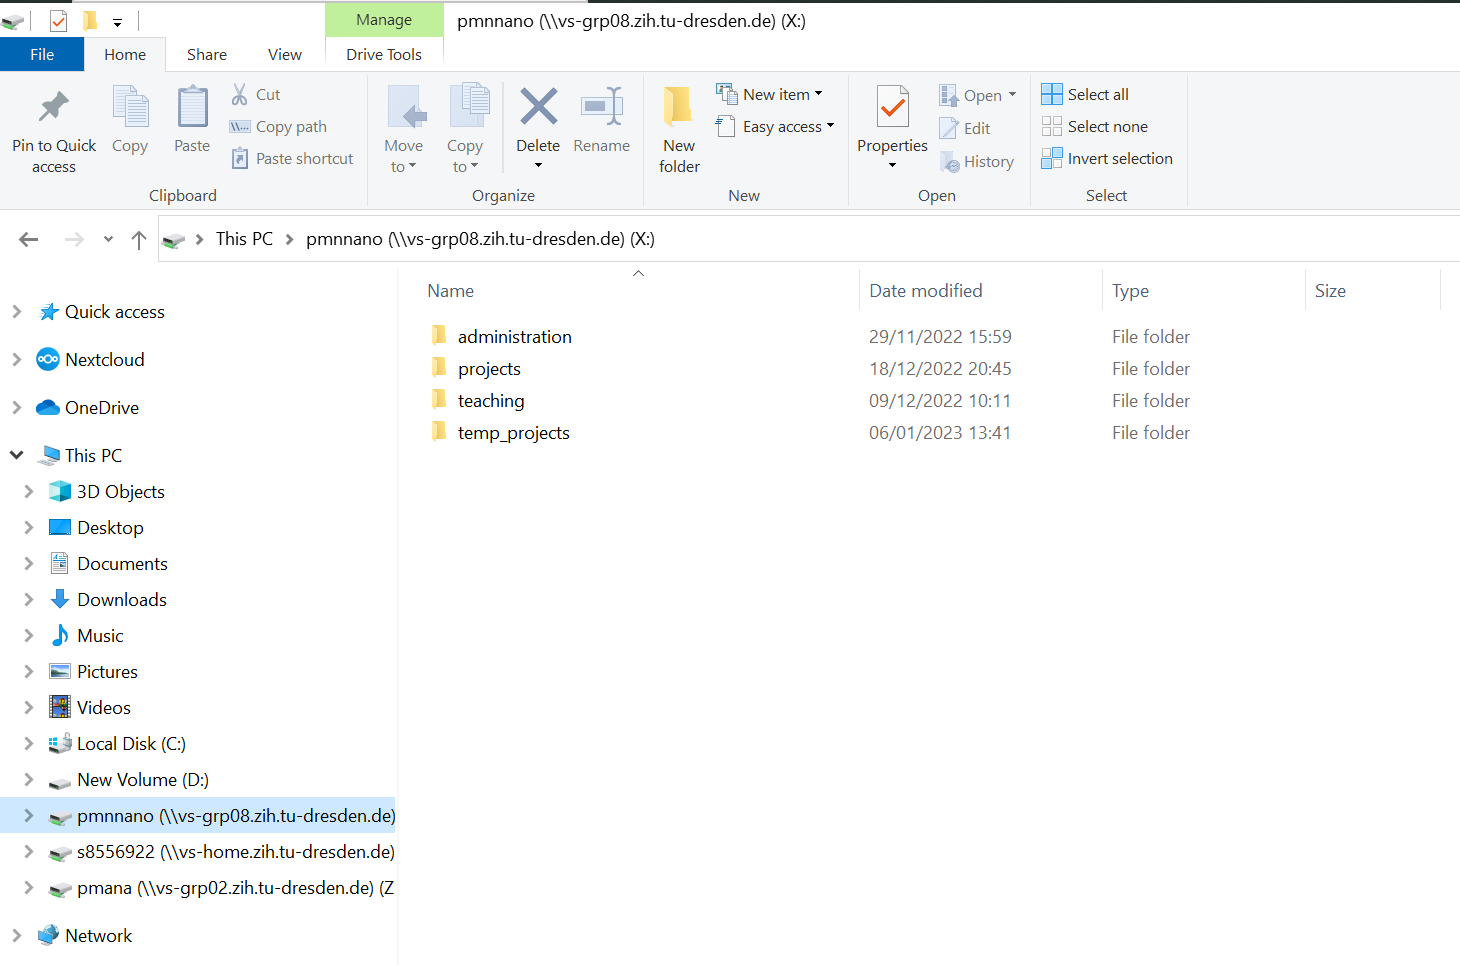 Manage
pmnnano (\\vs-grp08.zih.tu-dresden.de) (X:)
File
Home
Share
View
Drive Tools
Pin to Quick access
Copy
Paste
Cut
Copy path
Paste shortcut
Clipboard
Move to
Copy to
Delete
Rename
Organize
New folder
New item
Easy access
New
Properties
Open
Edit
History
Open
Select all
Select none
Invert selection
Select
This PC
pmnnano (\\vs-grp08.zih.tu-dresden.de) (X:)
Name Date modified Type Size
administration 29/11/2022 15:59 File folder
projects 18/12/2022 20:45 File folder
teaching 09/12/2022 10:11 File folder
temp_projects 06/01/2023 13:41 File folder
Quick access
Nextcloud
OneDrive
This PC
3D Objects
Desktop
Documents
Downloads
Music
Pictures
Videos
Local Disk (C:)
New Volume (D:)
pmnnano (\\vs-grp08.zih.tu-dresden.de)
s8556922 (\\vs-home.zih.tu-dresden.de)
pmana (\\vs-grp02.zih.tu-dresden.de) (Z
Network